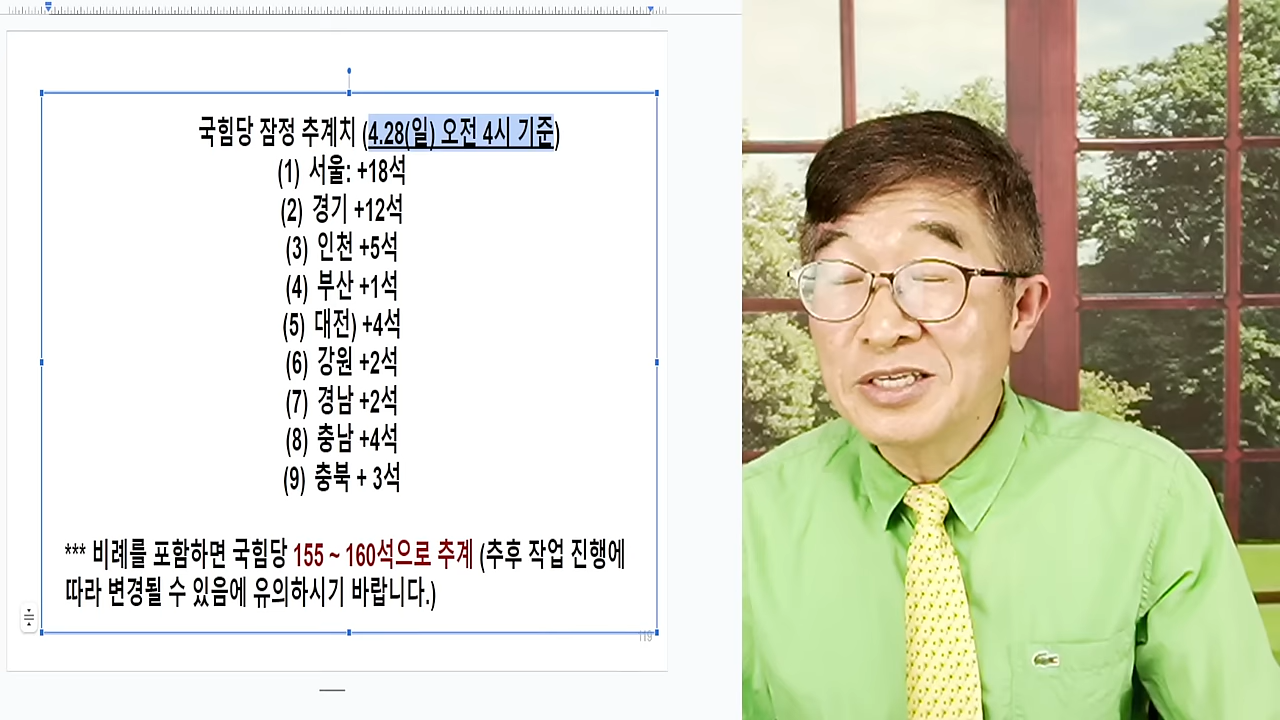 국힘당 잠정 추계치 (4.28(일) 오전 4시 기준)
(1) 서울: +18석
(2) 경기 +12석
(3) 인천 +5석
(4) 부산 +1석
(5) 대전) +4석
(6) 강원 +2석
(7) 경남 +2석
(8) 충남 +4석
(9) 충북 + 3석
*** 비례를 포함하면 국힘당 155 ~ 160석으로 추계 (추후 작업 진행에
따라 변경될 수 있음에 유의하시기 바랍니다.)
119